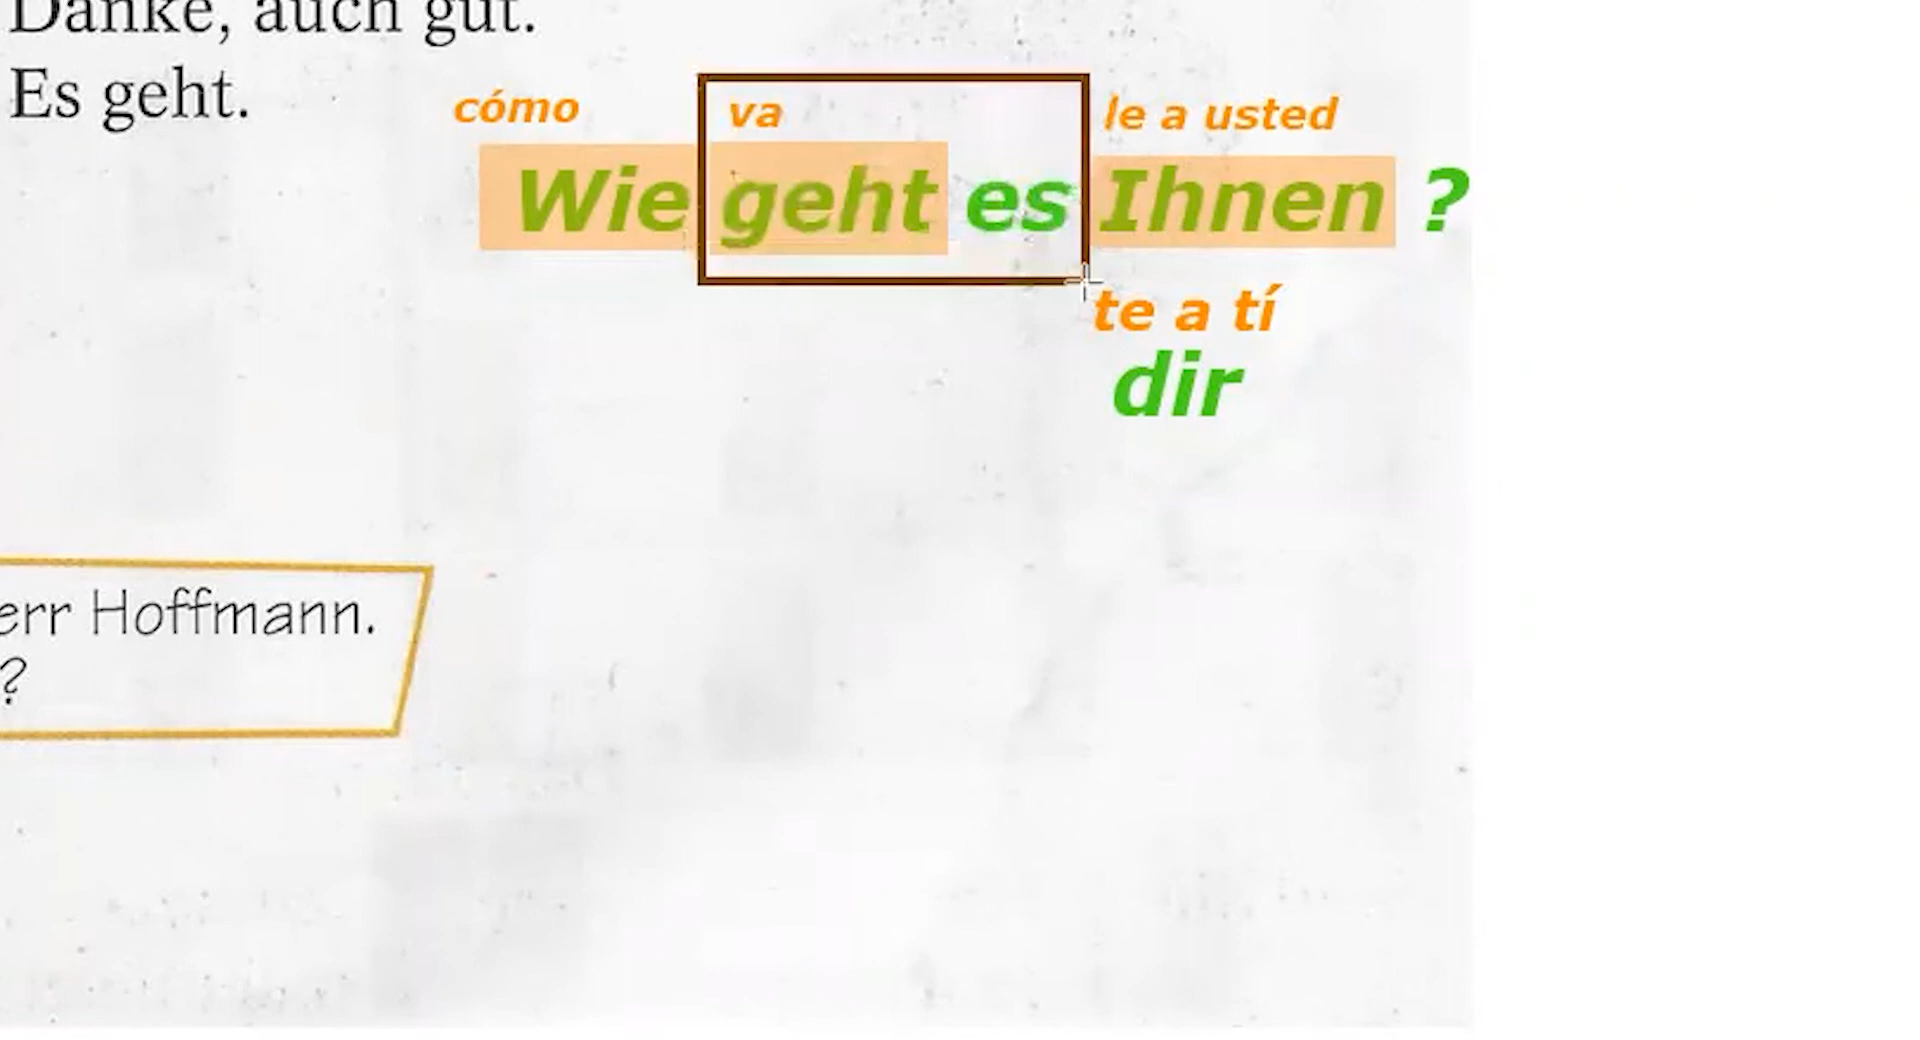 Danke, auch gut.
Es geht.
cómo va le a usted
Wie geht es Ihnen ?
te a tí
dir
err Hoffmann.
?